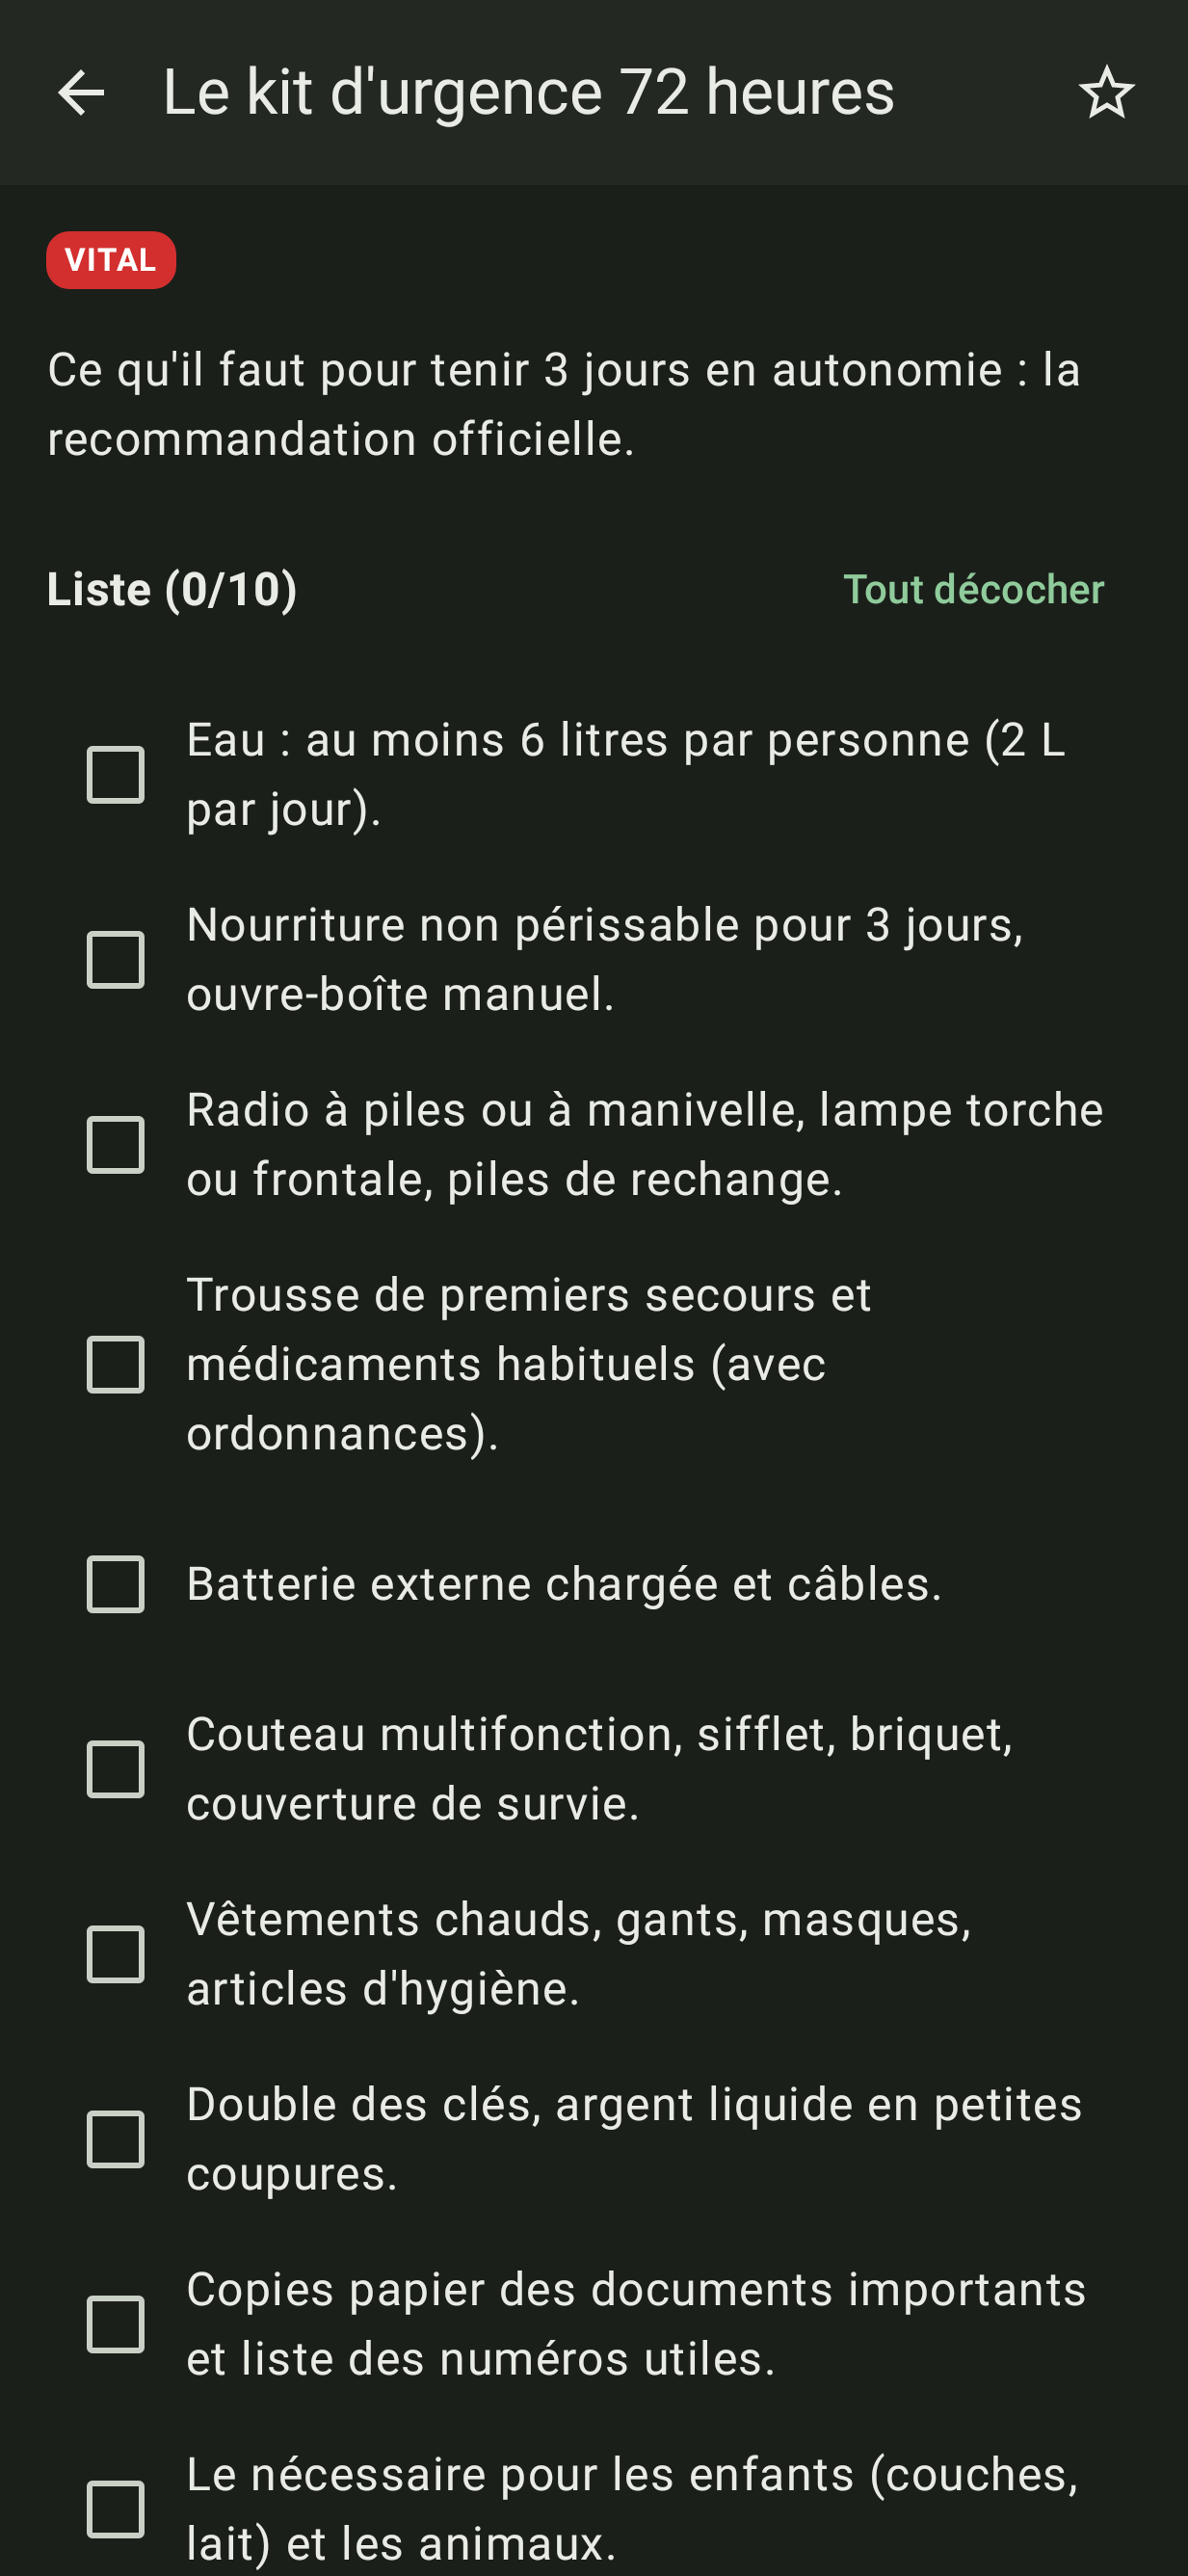 Le kit d'urgence 72 heures
VITAL
Ce qu'il faut pour tenir 3 jours en autonomie : la
recommandation officielle.
Liste (0/10)
Tout décocher
Eau : au moins 6 litres par personne (2 L
par jour).
Nourriture non périssable pour 3 jours,
ouvre-boîte manuel.
Radio à piles ou à manivelle, lampe torche
ou frontale, piles de rechange.
Trousse de premiers secours et
médicaments habituels (avec
ordonnances).
Batterie externe chargée et câbles.
Couteau multifonction, sifflet, briquet,
couverture de survie.
Vêtements chauds, gants, masques,
articles d'hygiène.
Double des clés, argent liquide en petites
coupures.
Copies papier des documents importants
et liste des numéros utiles.
Le nécessaire pour les enfants (couches,
lait) et les animaux.